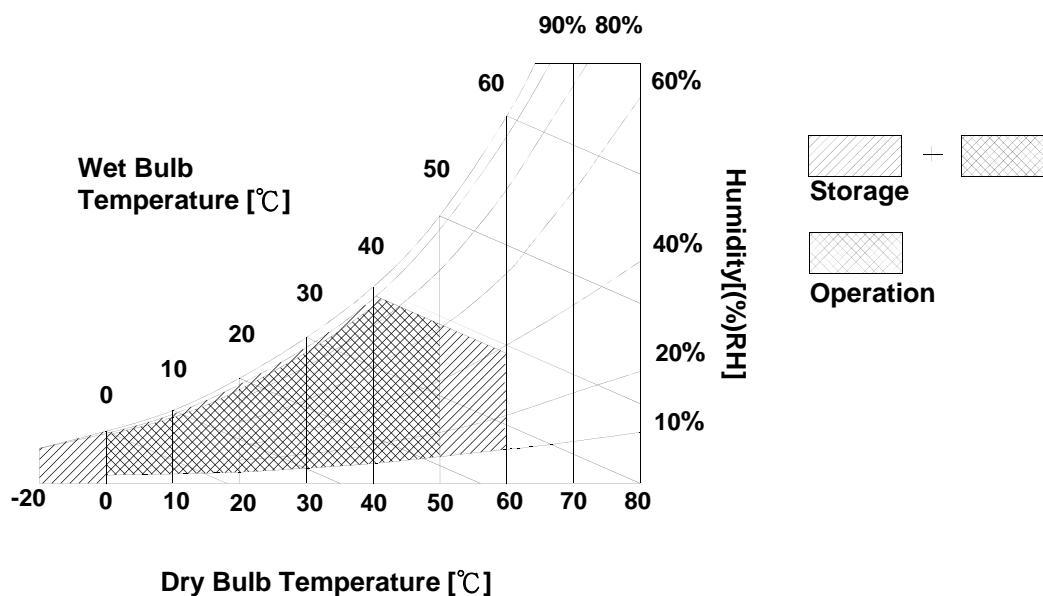 90% 80%
60
60%
50
Wet Bulb
Temperature [℃]
Storage
Humidity[(%)RH]
40
40%
30
Operation
20
20%
10
0
10%
-20 0 10 20 30 40 50 60 70 80
Dry Bulb Temperature [℃]